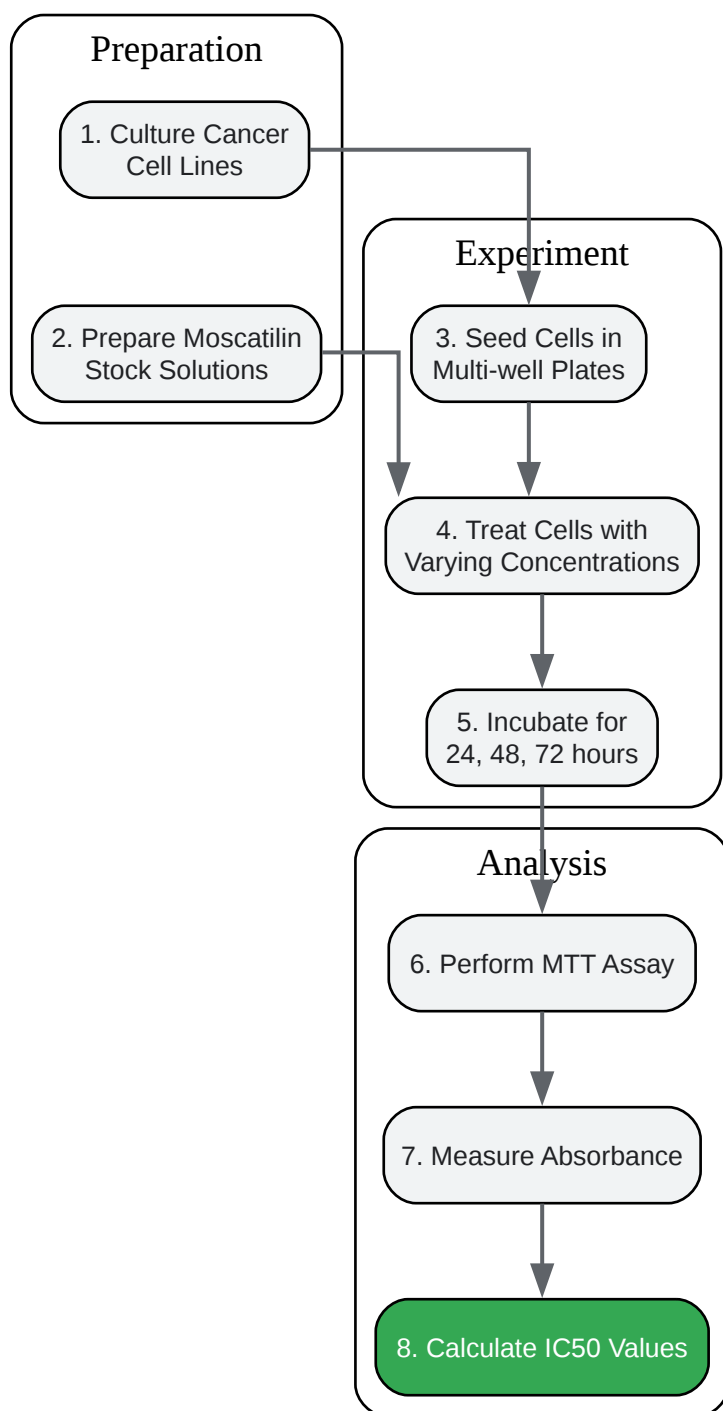 Preparation
1. Culture Cancer
Cell Lines
2. Prepare Moscatilin
Stock Solutions
Experiment
3. Seed Cells in
Multi-well Plates
4. Treat Cells with
Varying Concentrations
5. Incubate for
24, 48, 72 hours
Analysis
6. Perform MTT Assay
7. Measure Absorbance
8. Calculate IC50 Values